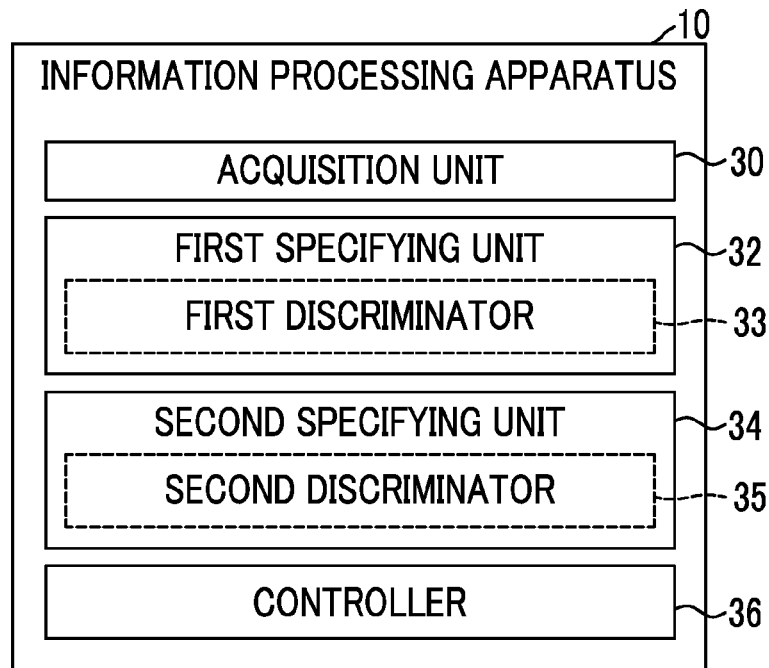 10
INFORMATION PROCESSING APPARATUS
ACQUISITION UNIT 30
FIRST SPECIFYING UNIT 32
FIRST DISCRIMINATOR 33
SECOND SPECIFYING UNIT 34
SECOND DISCRIMINATOR 35
CONTROLLER 36